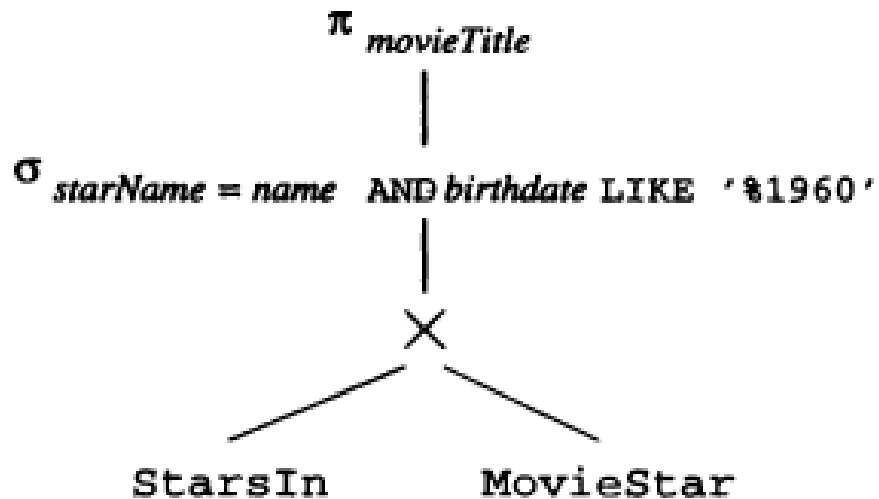 π movieTitle
σ starName = name AND birthdate LIKE '%1960'
×
StarsIn MovieStar